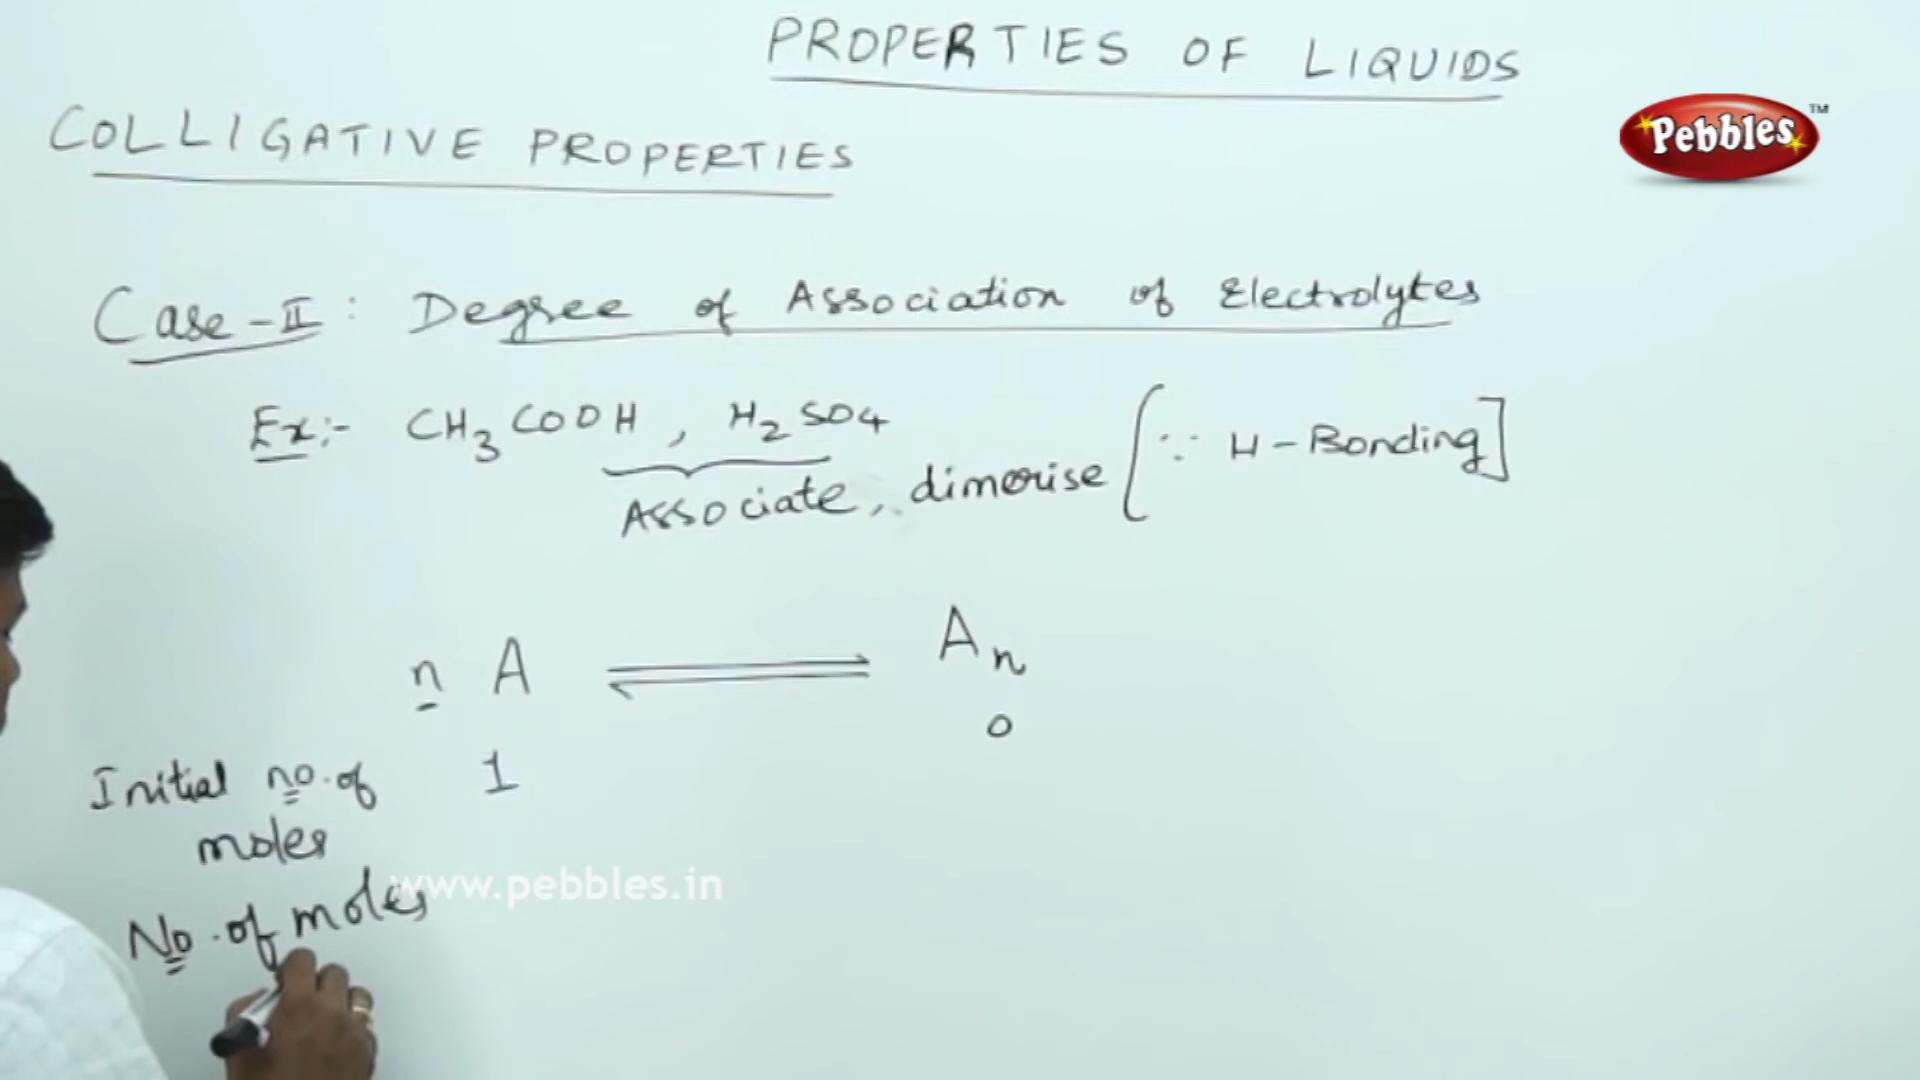 PROPERTIES OF LIQUIDS
Pebbles™
COLLIGATIVE PROPERTIES
Case-II : Degree of Association of Electrolytes
Ex:- CH₃COOH , H₂SO₄
[∵ H-Bonding]
Associate, dimerise
n A ⇌ Aₙ
Initial no. of moles 1 0
www.pebbles.in
No. of moles